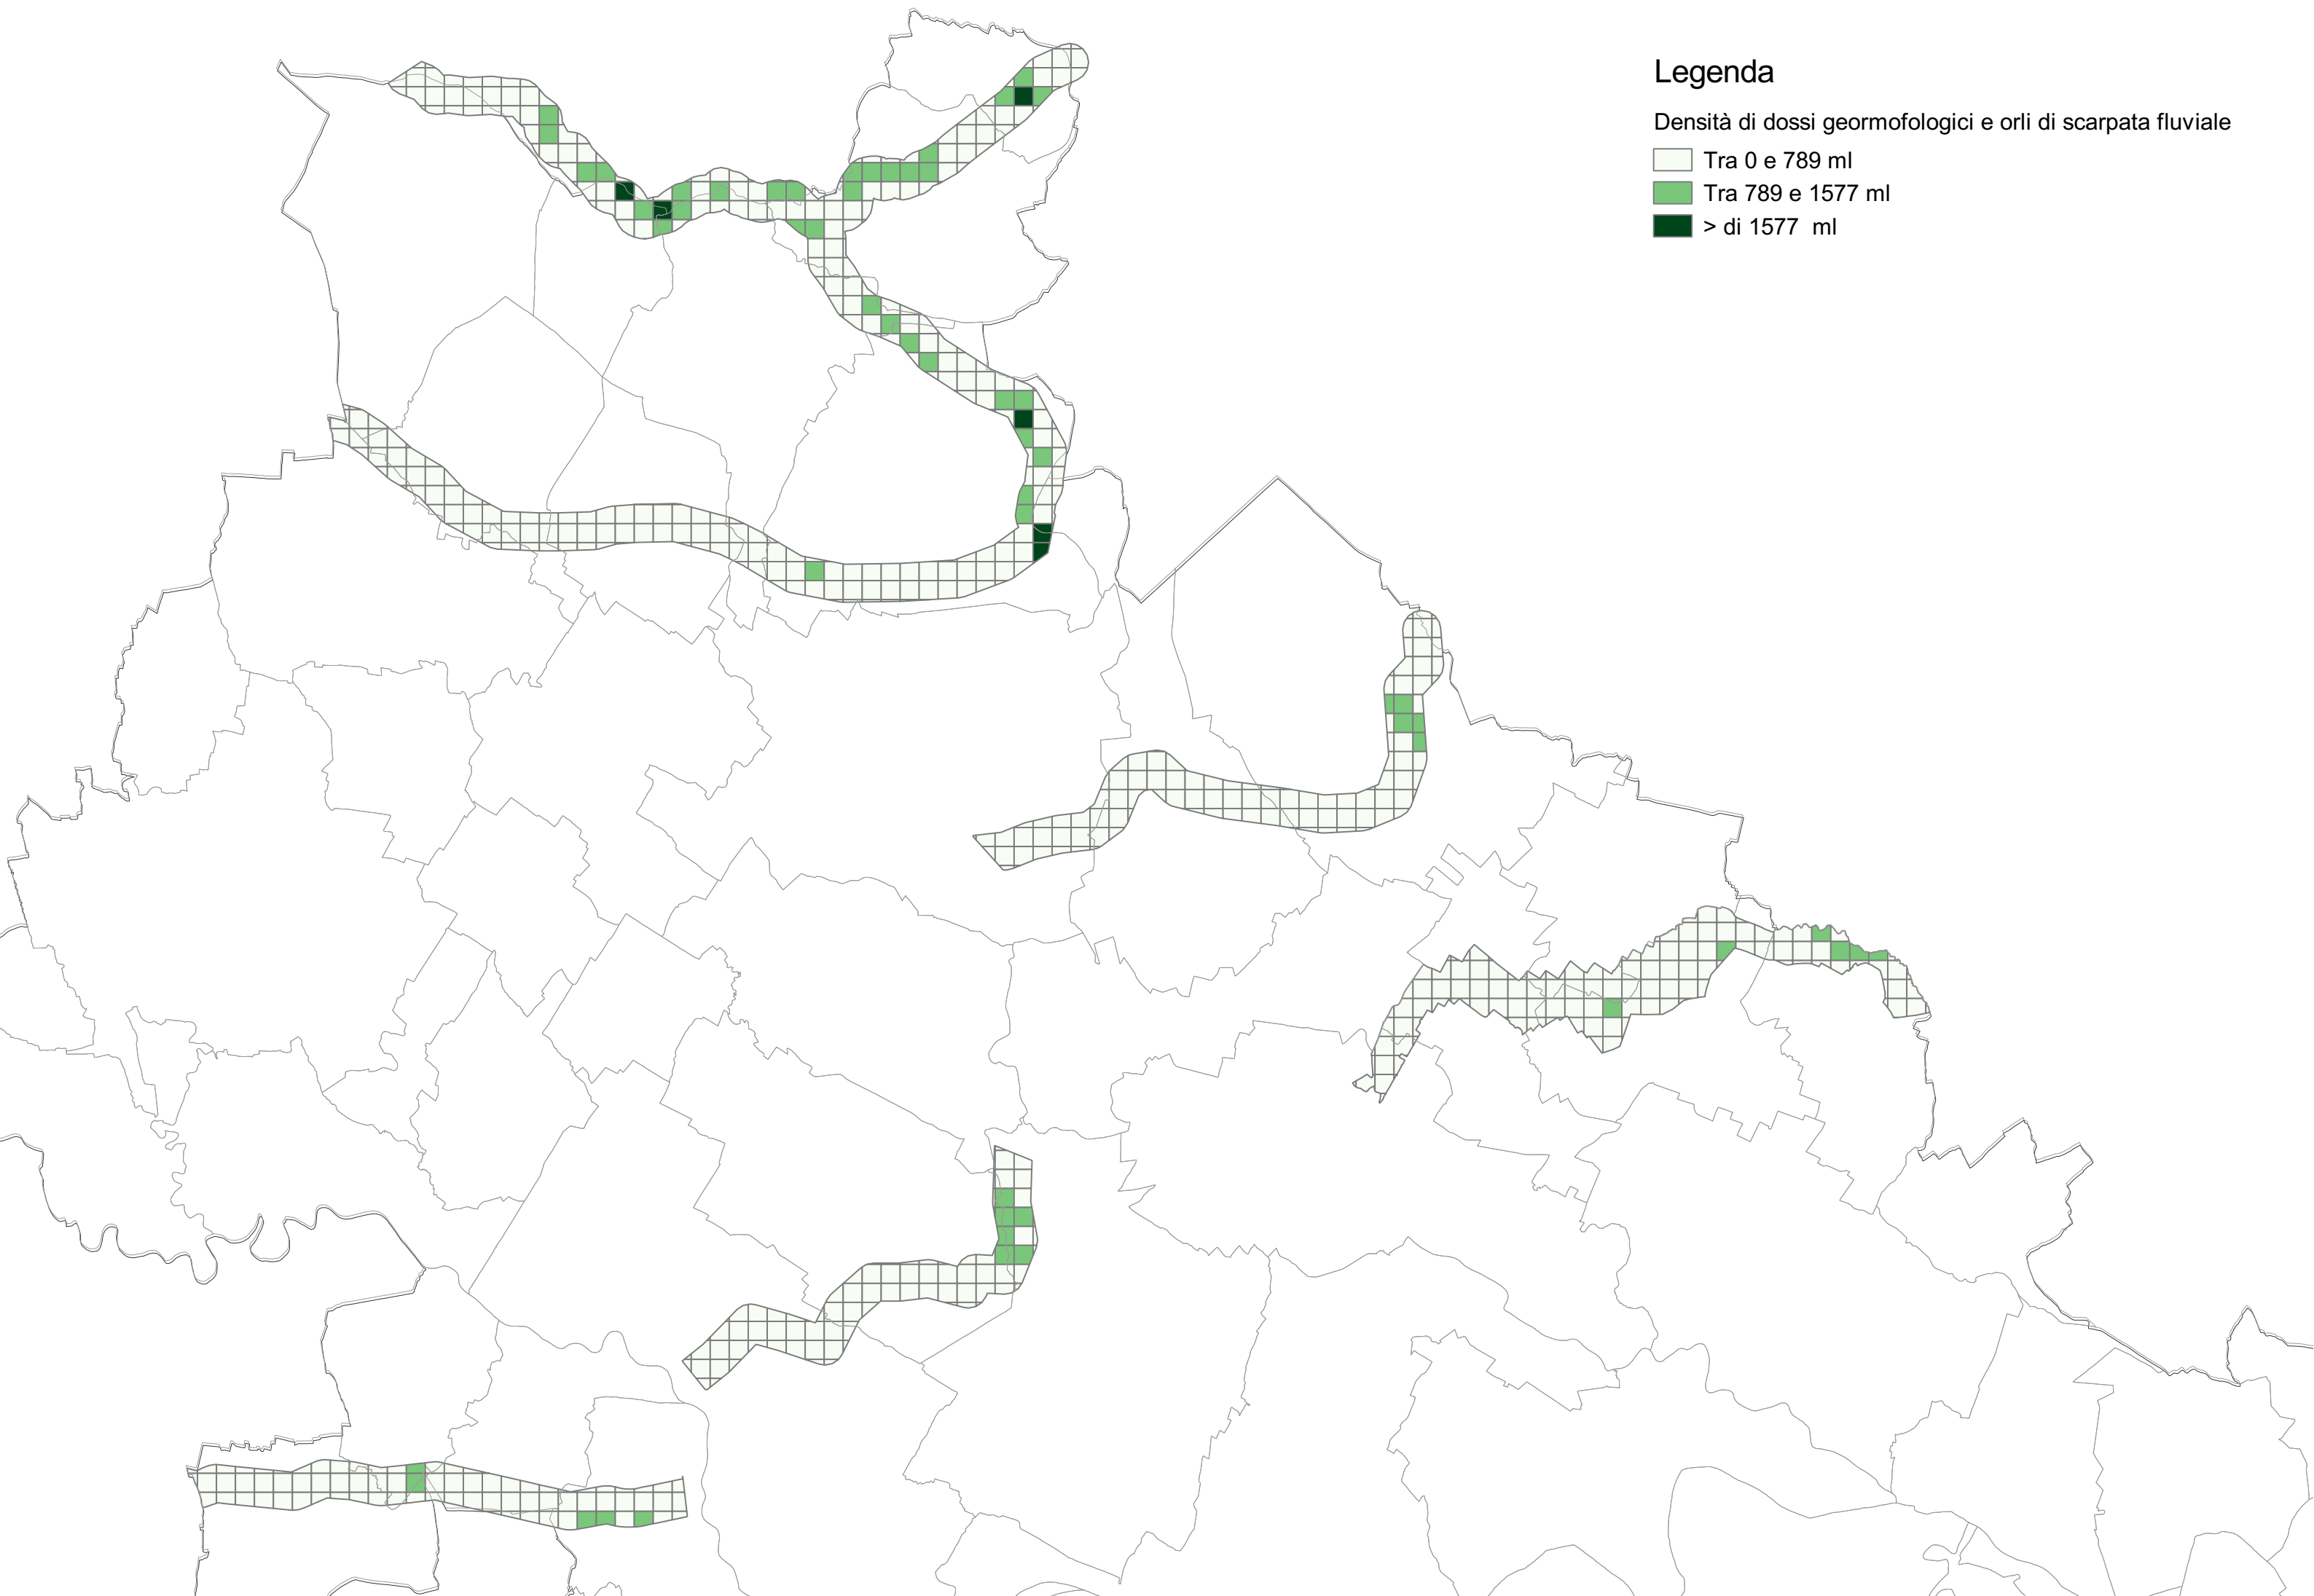 Legenda
Densità di dossi geormofologici e orli di scarpata fluviale
Tra 0 e 789 ml
Tra 789 e 1577 ml
> di 1577 ml